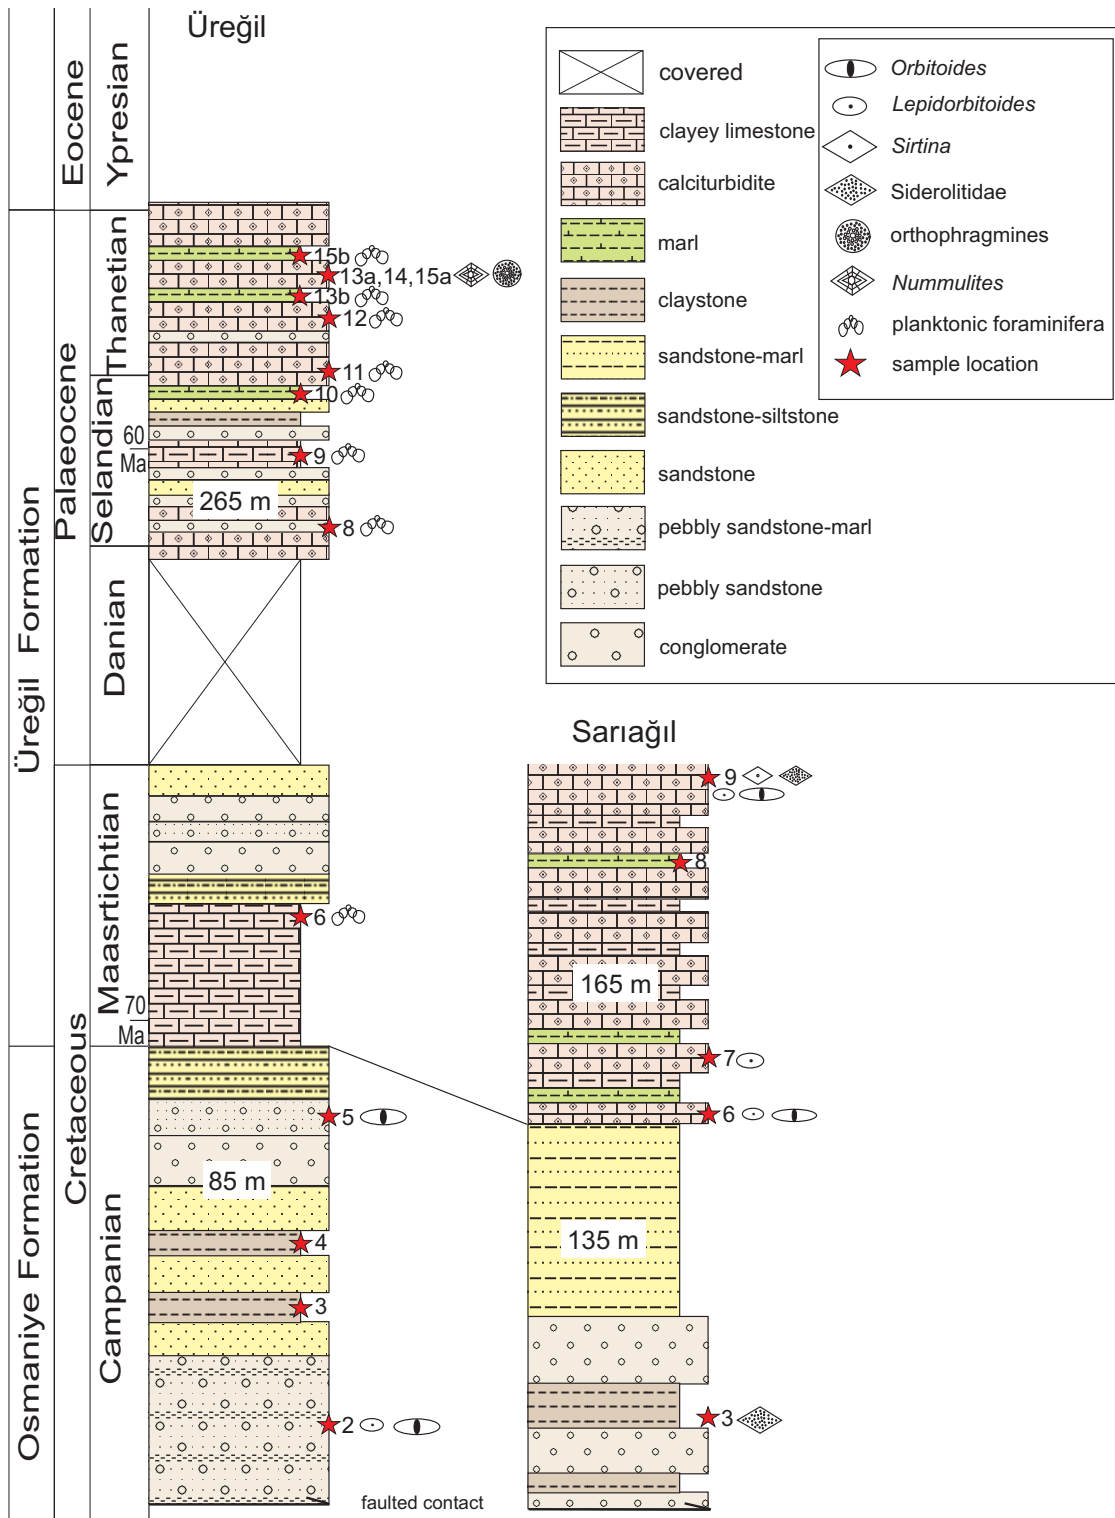 Üreğil
Üreğil Formation
Osmaniye Formation
Eocene
Palaeocene
Cretaceous
Ypresian
Thanetian
Selandian
60
Ma
Danian
Maasrtichtian
70
Ma
Campanian
15b
13a,14,15a
13b
12
11
10
9
265 m
8
6
5
85 m
4
3
2
faulted contact
covered
clayey limestone
calciturbidite
marl
claystone
sandstone-marl
sandstone-siltstone
sandstone
pebbly sandstone-marl
pebbly sandstone
conglomerate
Orbitoides
Lepidorbitoides
Sirtina
Siderolitidae
orthophragmines
Nummulites
planktonic foraminifera
sample location
Sarıağıl
9
8
165 m
7
6
135 m
3